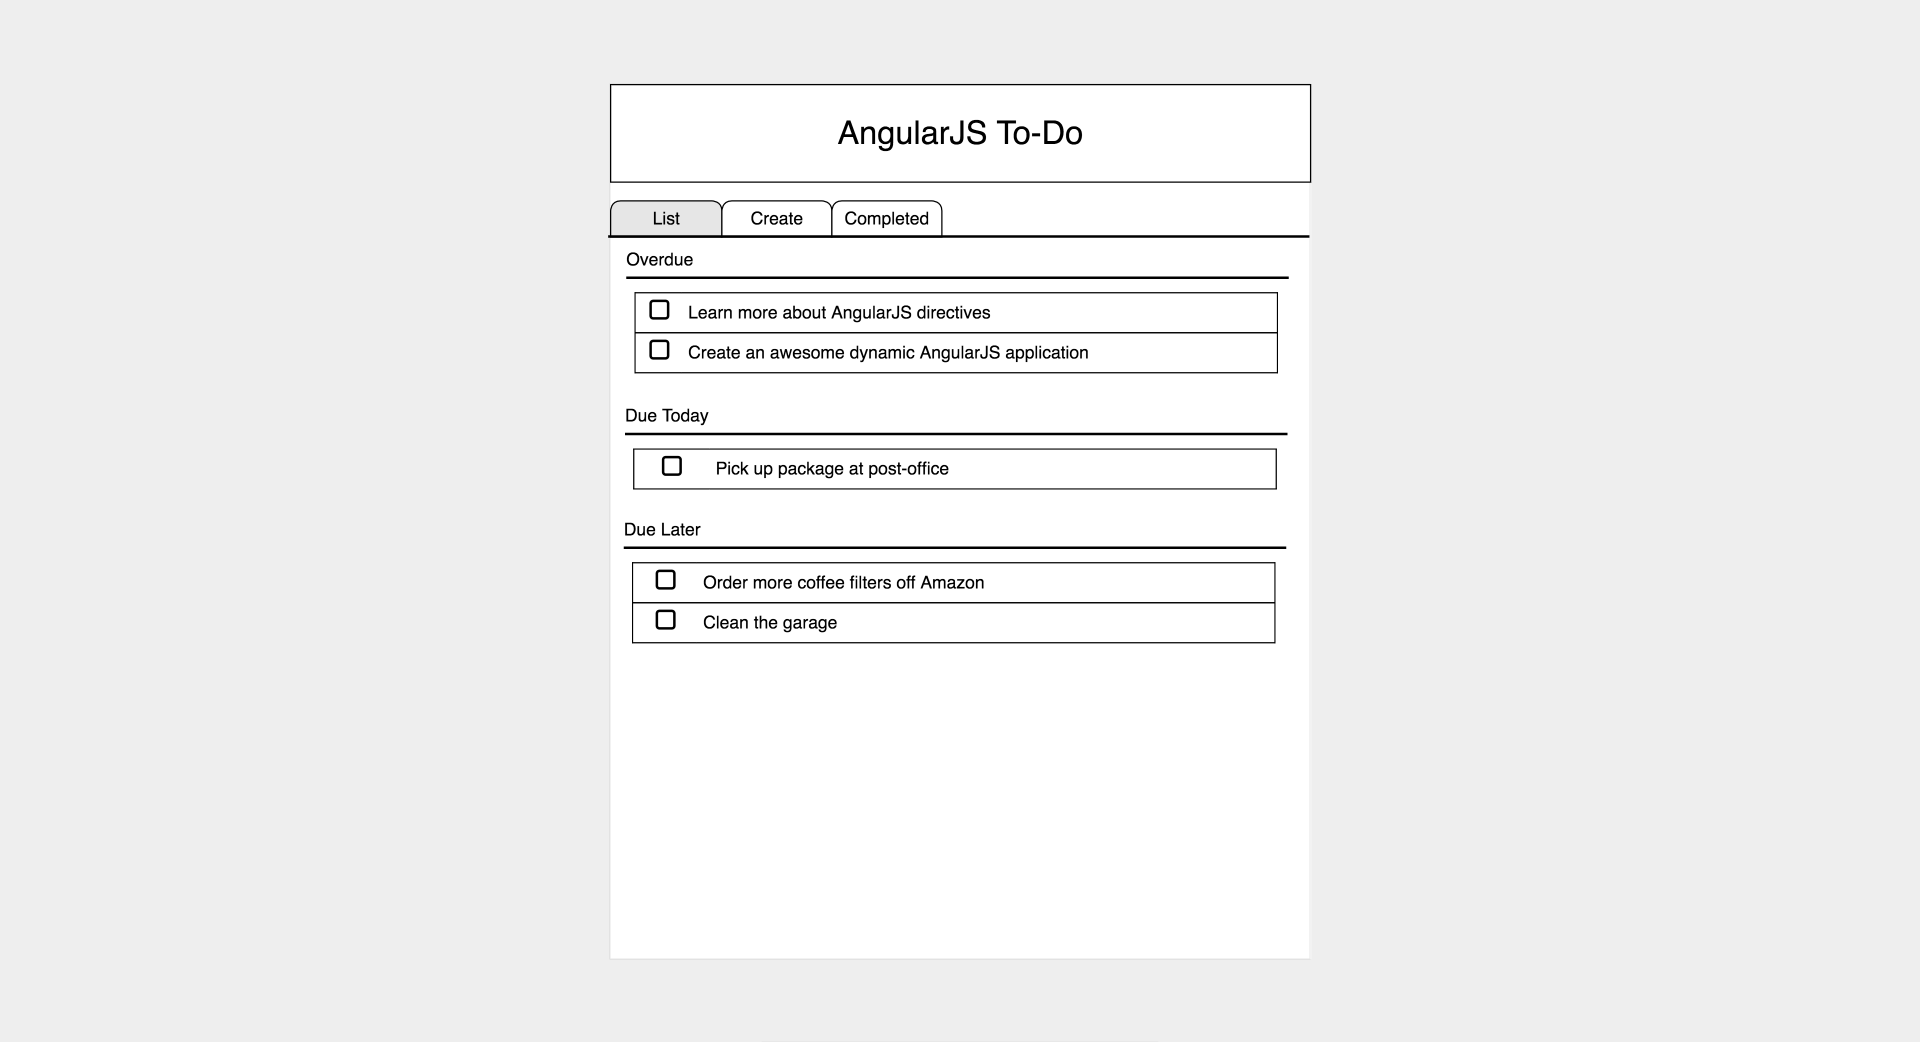 AngularJS To-Do
List
Create
Completed
Overdue
Learn more about AngularJS directives
Create an awesome dynamic AngularJS application
Due Today
Pick up package at post-office
Due Later
Order more coffee filters off Amazon
Clean the garage